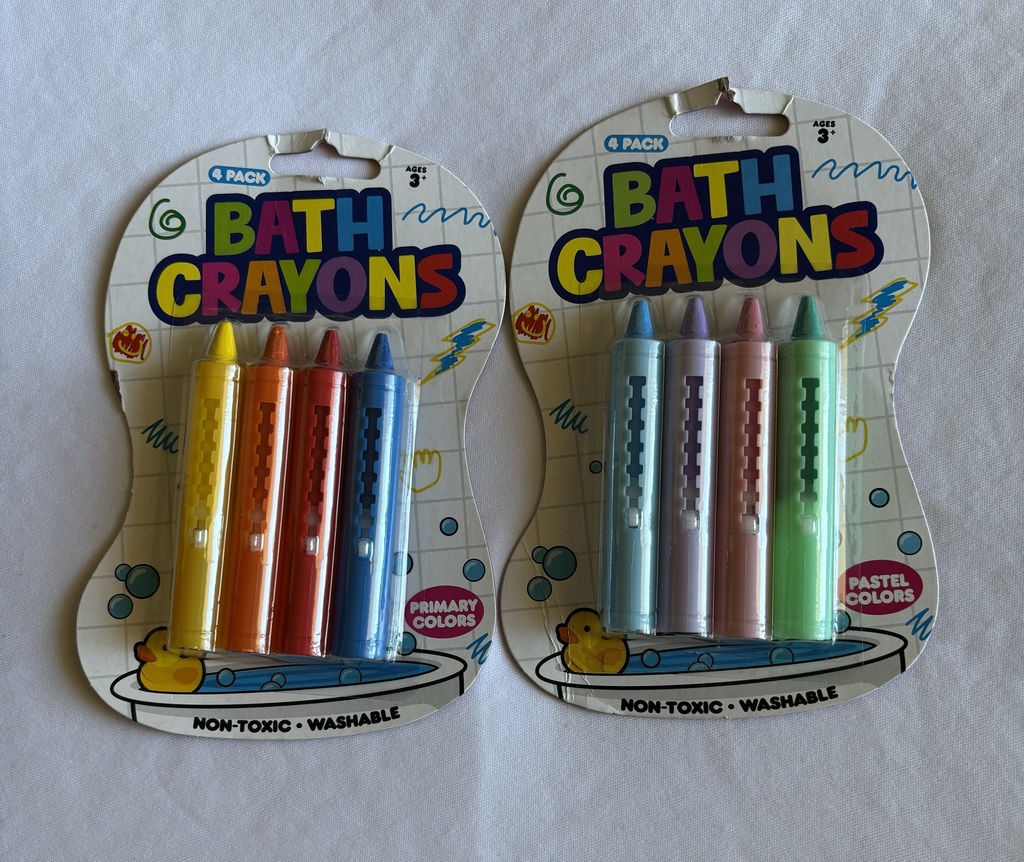 4 PACK
AGES
3+
BATH
CRAYONS
PRIMARY
COLORS
NON-TOXIC • WASHABLE
4 PACK
AGES
3+
BATH
CRAYONS
PASTEL
COLORS
NON-TOXIC • WASHABLE